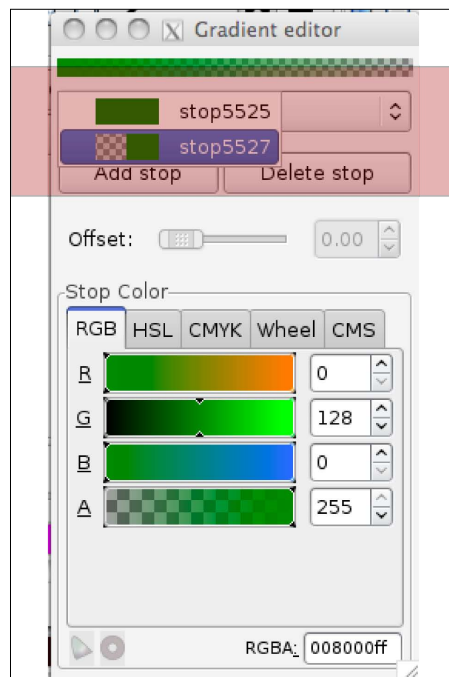 Gradient editor
stop5525
stop5527
Add stop Delete stop
Offset: 0.00
Stop Color
RGB HSL CMYK Wheel CMS
R 0
G 128
B 0
A 255
RGBA: 008000ff